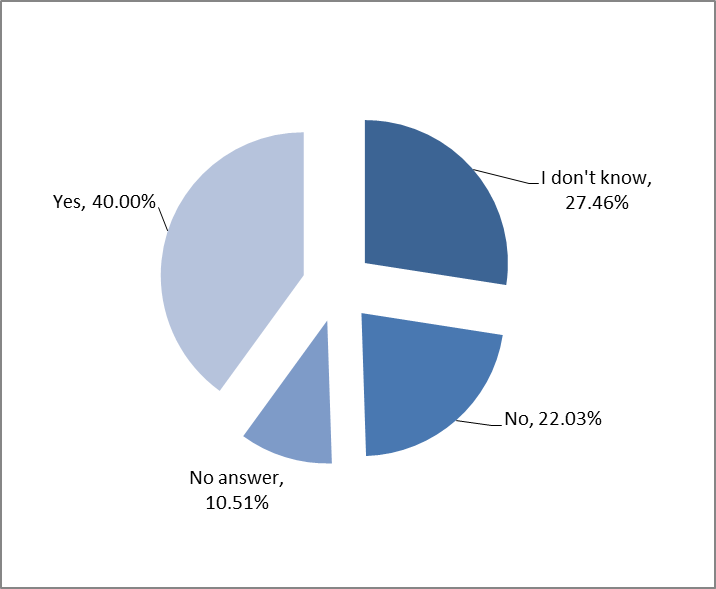 I don't know,
27.46%
Yes, 40.00%
No, 22.03%
No answer,
10.51%